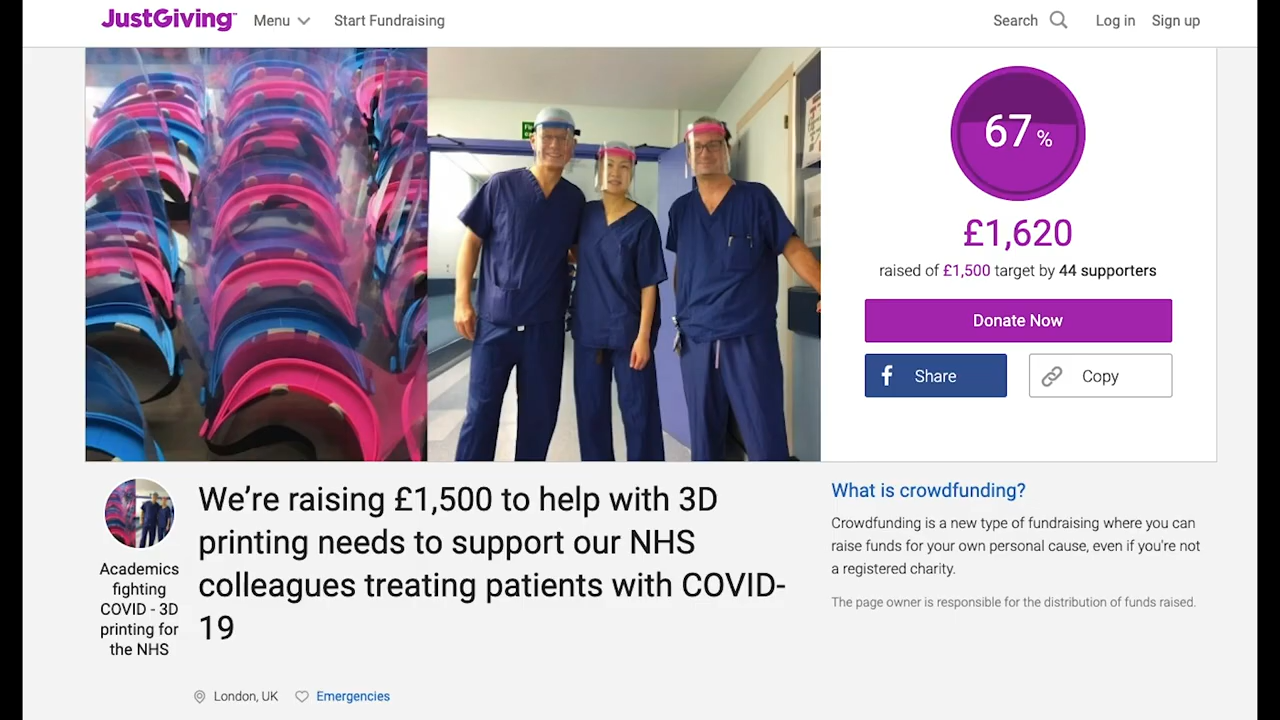 JustGiving™ Menu Start Fundraising Search Log in Sign up
67 %
£1,620
raised of £1,500 target by 44 supporters
Donate Now
Share Copy
We’re raising £1,500 to help with 3D
printing needs to support our NHS
colleagues treating patients with COVID-
19
Academics
fighting
COVID - 3D
printing for
the NHS
London, UK Emergencies
What is crowdfunding?
Crowdfunding is a new type of fundraising where you can
raise funds for your own personal cause, even if you're not
a registered charity.
The page owner is responsible for the distribution of funds raised.